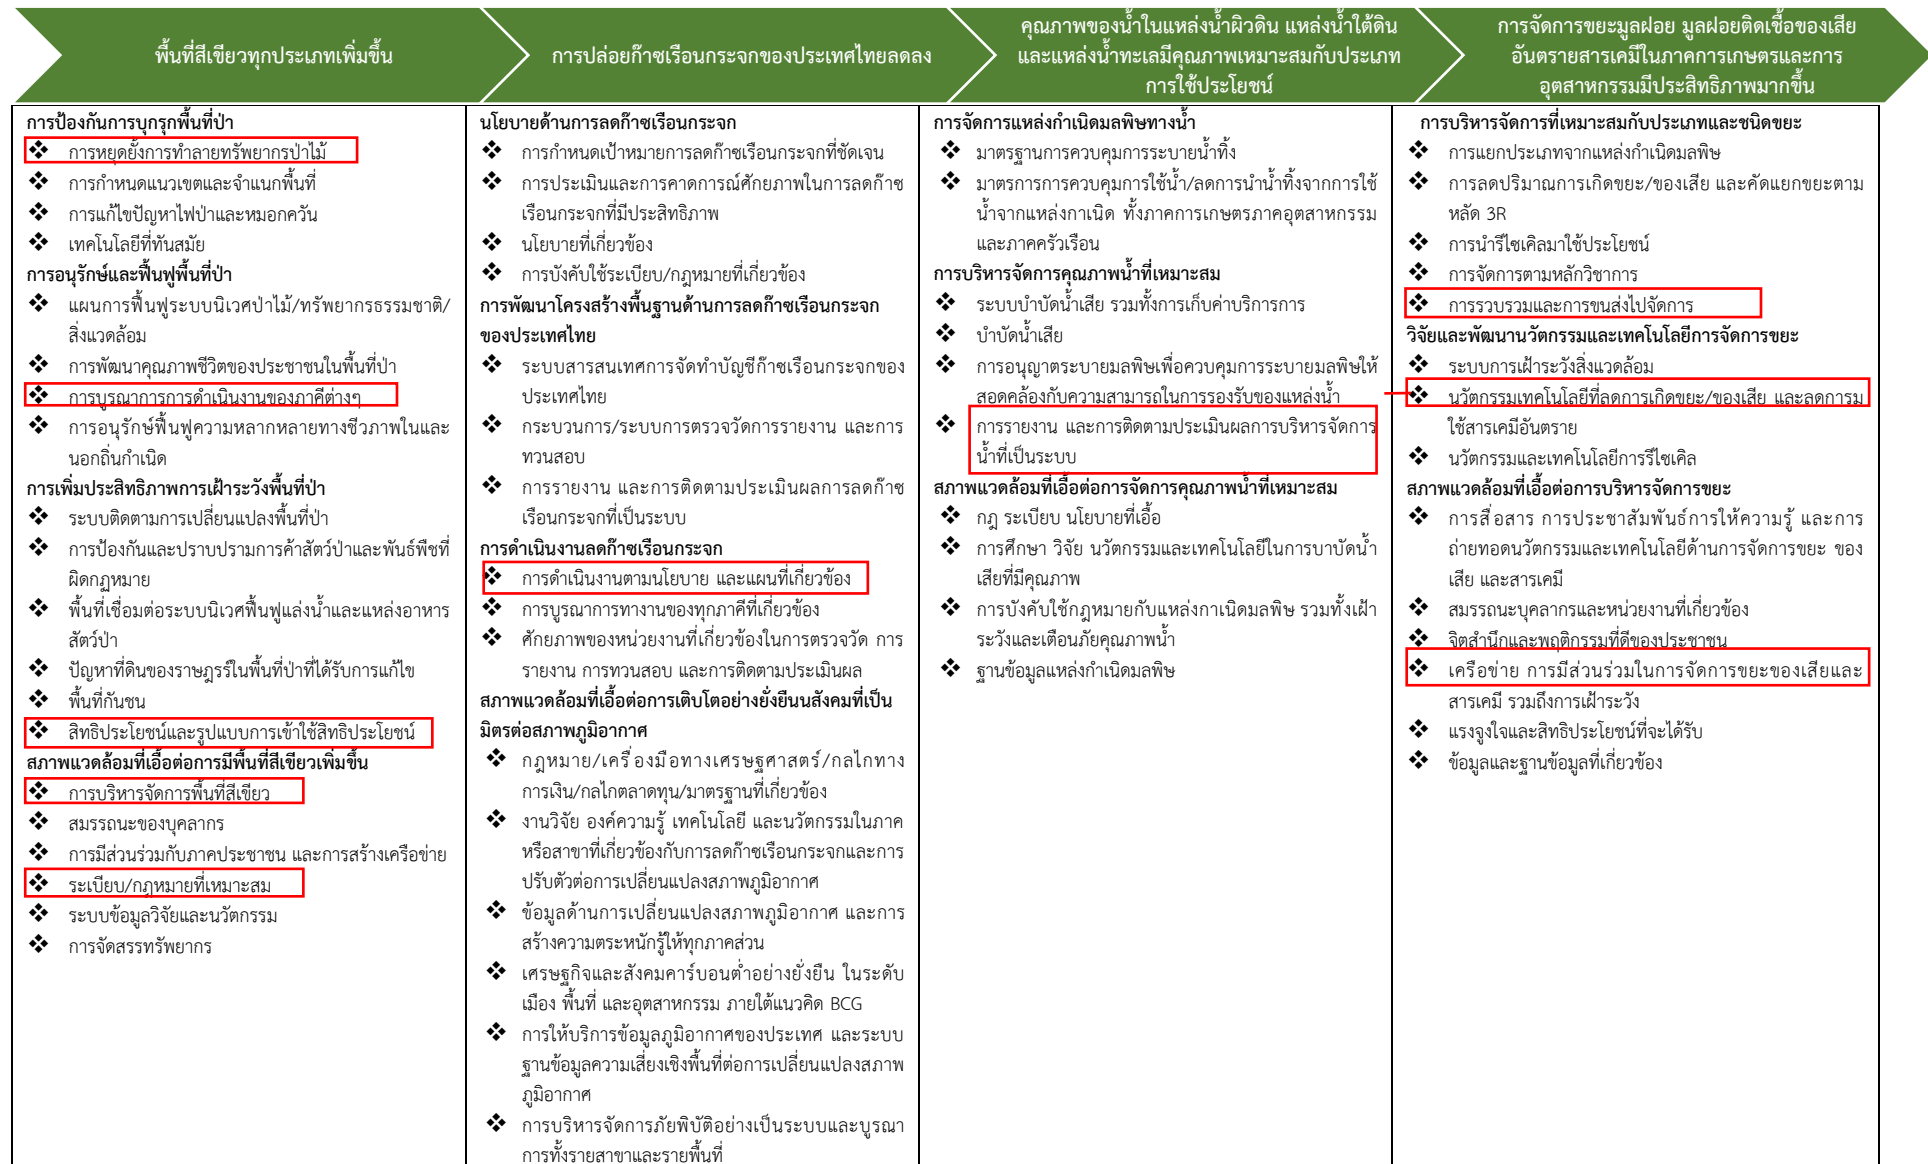 พื้นที่สีเขียวทุกประเภทเพิ่มขึ้น
การปล่อยก๊าซเรือนกระจกของประเทศไทยลดลง
คุณภาพของน้ำในแหล่งน้ำผิวดิน แหล่งน้ำใต้ดิน
และแหล่งน้ำทะเลมีคุณภาพเหมาะสมกับประเภท
การใช้ประโยชน์
การจัดการขยะมูลฝอย มูลฝอยติดเชื้อของเสีย
อันตรายสารเคมีในภาคการเกษตรและการ
อุตสาหกรรมมีประสิทธิภาพมากขึ้น
การป้องกันการบุกรุกพื้นที่ป่า
❖ การหยุดยั้งการทำลายทรัพยากรป่าไม้
❖ การกำหนดแนวเขตและจำแนกพื้นที่
❖ การแก้ไขปัญหาไฟป่าและหมอกควัน
❖ เทคโนโลยีที่ทันสมัย
การอนุรักษ์และฟื้นฟูพื้นที่ป่า
❖ แผนการฟื้นฟูระบบนิเวศป่าไม้/ทรัพยากรธรรมชาติ/
สิ่งแวดล้อม
❖ การพัฒนาคุณภาพชีวิตของประชาชนในพื้นที่ป่า
❖ การบูรณาการการดำเนินงานของภาคีต่างๆ
❖ การอนุรักษ์ฟื้นฟูความหลากหลายทางชีวภาพในและ
นอกถิ่นกำเนิด
การเพิ่มประสิทธิภาพการเฝ้าระวังพื้นที่ป่า
❖ ระบบติดตามการเปลี่ยนแปลงพื้นที่ป่า
❖ การป้องกันและปราบปรามการค้าสัตว์ป่าและพันธ์พืชที่
ผิดกฎหมาย
❖ พื้นที่เชื่อมต่อระบบนิเวศฟื้นฟูแล่งน้ำและแหล่งอาหาร
สัตว์ป่า
❖ ปัญหาที่ดินของราษฎรร์ในพื้นที่ป่าที่ได้รับการแก้ไข
❖ พื้นที่กันชน
❖ สิทธิประโยชน์และรูปแบบการเข้าใช้สิทธิประโยชน์
สภาพแวดล้อมที่เอื้อต่อการมีพื้นที่สีเขียวเพิ่มขึ้น
❖ การบริหารจัดการพื้นที่สีเขียว
❖ สมรรถนะของบุคลากร
❖ การมีส่วนร่วมกับภาคประชาชน และการสร้างเครือข่าย
❖ ระเบียบ/กฎหมายที่เหมาะสม
❖ ระบบข้อมูลวิจัยและนวัตกรรม
❖ การจัดสรรทรัพยากร
นโยบายด้านการลดก๊าซเรือนกระจก
❖ การกำหนดเป้าหมายการลดก๊าซเรือนกระจกที่ชัดเจน
❖ การประเมินและการคาดการณ์ศักยภาพในการลดก๊าซ
เรือนกระจกที่มีประสิทธิภาพ
❖ นโยบายที่เกี่ยวข้อง
❖ การบังคับใช้ระเบียบ/กฎหมายที่เกี่ยวข้อง
การพัฒนาโครงสร้างพื้นฐานด้านการลดก๊าซเรือนกระจก
ของประเทศไทย
❖ ระบบสารสนเทศการจัดทำบัญชีก๊าซเรือนกระจกของ
ประเทศไทย
❖ กระบวนการ/ระบบการตรวจวัดการรายงาน และการ
ทวนสอบ
❖ การรายงาน และการติดตามประเมินผลการลดก๊าซ
เรือนกระจกที่เป็นระบบ
การดำเนินงานลดก๊าซเรือนกระจก
❖ การดำเนินงานตามนโยบาย และแผนที่เกี่ยวข้อง
❖ การบูรณาการทางานของทุกภาคีที่เกี่ยวข้อง
❖ ศักยภาพของหน่วยงานที่เกี่ยวข้องในการตรวจวัด การ
รายงาน การทวนสอบ และการติดตามประเมินผล
สภาพแวดล้อมที่เอื้อต่อการเติบโตอย่างยั่งยืนนสังคมที่เป็น
มิตรต่อสภาพภูมิอากาศ
❖ กฎหมาย/เครื่องมือทางเศรษฐศาสตร์/กลไกทาง
การเงิน/กลไกตลาดทุน/มาตรฐานที่เกี่ยวข้อง
❖ งานวิจัย องค์ความรู้ เทคโนโลยี และนวัตกรรมในภาค
หรือสาขาที่เกี่ยวข้องกับการลดก๊าซเรือนกระจกและการ
ปรับตัวต่อการเปลี่ยนแปลงสภาพภูมิอากาศ
❖ ข้อมูลด้านการเปลี่ยนแปลงสภาพภูมิอากาศ และการ
สร้างความตระหนักรู้ให้ทุกภาคส่วน
❖ เศรษฐกิจและสังคมคาร์บอนต่ำอย่างยั่งยืน ในระดับ
เมือง พื้นที่ และอุตสาหกรรม ภายใต้แนวคิด BCG
❖ การให้บริการข้อมูลภูมิอากาศของประเทศ และระบบ
ฐานข้อมูลความเสี่ยงเชิงพื้นที่ต่อการเปลี่ยนแปลงสภาพ
ภูมิอากาศ
❖ การบริหารจัดการภัยพิบัติอย่างเป็นระบบและบูรณา
การทั้งรายสาขาและรายพื้นที่
การจัดการแหล่งกำเนิดมลพิษทางน้ำ
❖ มาตรฐานการควบคุมการระบายน้ำทิ้ง
❖ มาตรการการควบคุมการใช้น้ำ/ลดการนำน้ำทิ้งจากการใช้
น้ำจากแหล่งกาเนิด ทั้งภาคการเกษตรภาคอุตสาหกรรม
และภาคครัวเรือน
การบริหารจัดการคุณภาพน้ำที่เหมาะสม
❖ ระบบบำบัดน้ำเสีย รวมทั้งการเก็บค่าบริการการ
❖ บำบัดน้ำเสีย
❖ การอนุญาตระบายมลพิษเพื่อควบคุมการระบายมลพิษให้
สอดคล้องกับความสามารถในการรองรับของแหล่งน้ำ
❖ การรายงาน และการติดตามประเมินผลการบริหารจัดการ
น้ำที่เป็นระบบ
สภาพแวดล้อมที่เอื้อต่อการจัดการคุณภาพน้ำที่เหมาะสม
❖ กฎ ระเบียบ นโยบายที่เอื้อ
❖ การศึกษา วิจัย นวัตกรรมและเทคโนโลยีในการบาบัดน้ำ
เสียที่มีคุณภาพ
❖ การบังคับใช้กฎหมายกับแหล่งกาเนิดมลพิษ รวมทั้งเฝ้า
ระวังและเตือนภัยคุณภาพน้ำ
❖ ฐานข้อมูลแหล่งกำเนิดมลพิษ
การบริหารจัดการที่เหมาะสมกับประเภทและชนิดขยะ
❖ การแยกประเภทจากแหล่งกำเนิดมลพิษ
❖ การลดปริมาณการเกิดขยะ/ของเสีย และคัดแยกขยะตาม
หลัด 3R
❖ การนำรีไซเคิลมาใช้ประโยชน์
❖ การจัดการตามหลักวิชาการ
❖ การรวบรวมและการขนส่งไปจัดการ
วิจัยและพัฒนานวัตกรรมและเทคโนโลยีการจัดการขยะ
❖ ระบบการเฝ้าระวังสิ่งแวดล้อม
❖ นวัตกรรมเทคโนโลยีที่ลดการเกิดขยะ/ของเสีย และลดการม
ใช้สารเคมีอันตราย
❖ นวัตกรรมและเทคโนโลยีการรีไซเคิล
สภาพแวดล้อมที่เอื้อต่อการบริหารจัดการขยะ
❖ การสื่อสาร การประชาสัมพันธ์การให้ความรู้ และการ
ถ่ายทอดนวัตกรรมและเทคโนโลยีด้านการจัดการขยะ ของ
เสีย และสารเคมี
❖ สมรรถนะบุคลากรและหน่วยงานที่เกี่ยวข้อง
❖ จิตสำนึกและพฤติกรรมที่ดีของประชาชน
❖ เครือข่าย การมีส่วนร่วมในการจัดการขยะของเสียและ
สารเคมี รวมถึงการเฝ้าระวัง
❖ แรงจูงใจและสิทธิประโยชน์ที่จะได้รับ
❖ ข้อมูลและฐานข้อมูลที่เกี่ยวข้อง